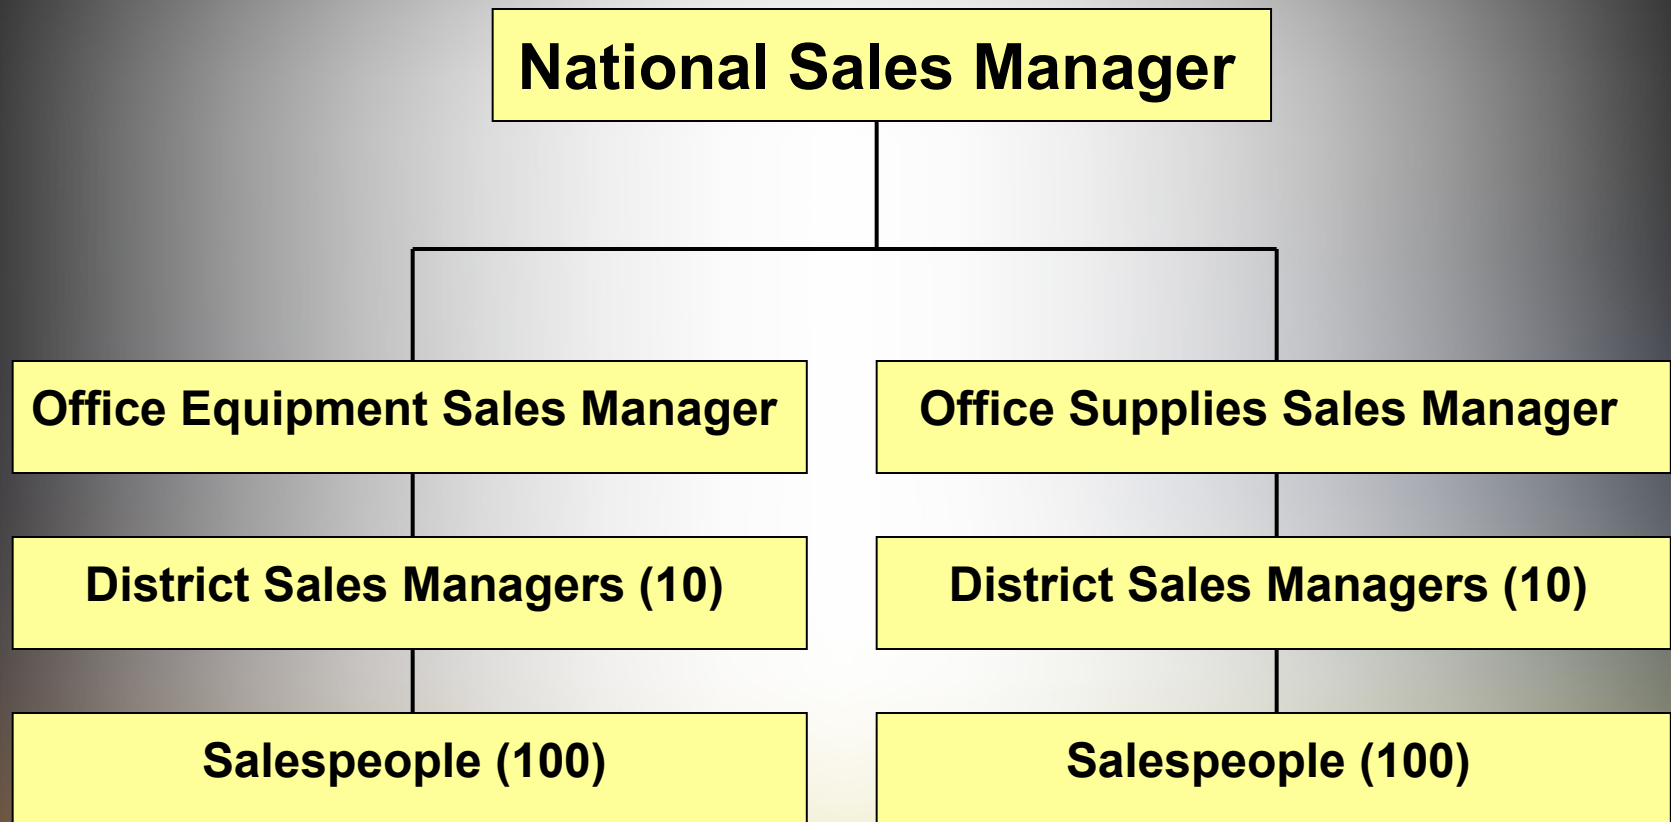 National Sales Manager
Office Equipment Sales Manager
Office Supplies Sales Manager
District Sales Managers (10)
District Sales Managers (10)
Salespeople (100)
Salespeople (100)